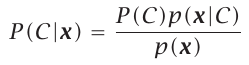 P(C|x) = P(C)p(x|C) / p(x)